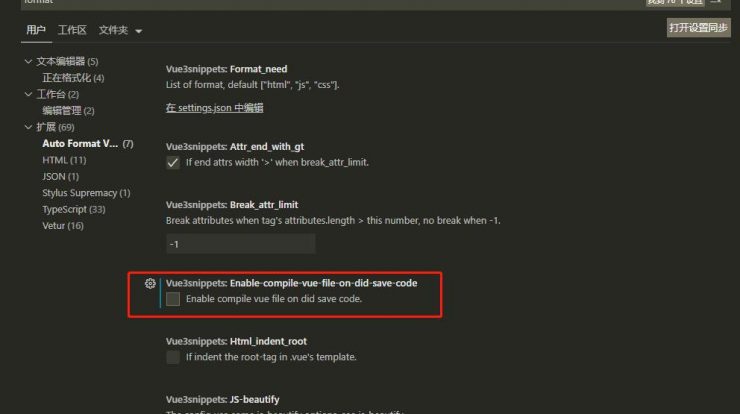 format
找到 76 个设置
用户 工作区 文件夹
打开设置同步
文本编辑器 (5)
正在格式化 (4)
工作台 (2)
编辑管理 (2)
扩展 (69)
Auto Format V... (7)
HTML (11)
JSON (1)
Stylus Supremacy (1)
TypeScript (33)
Vetur (16)
Vue3snippets: Format_need
List of format, default ["html", "js", "css"].
在 settings.json 中编辑
Vue3snippets: Attr_end_with_gt
If end attrs width '>' when break_attr_limit.
Vue3snippets: Break_attr_limit
Break attributes when tag's attributes.length > this number, no break when -1.
-1
Vue3snippets: Enable-compile-vue-file-on-did-save-code
Enable compile vue file on did save code.
Vue3snippets: Html_indent_root
If indent the root-tag in .vue's template.
Vue3snippets: JS-beautify